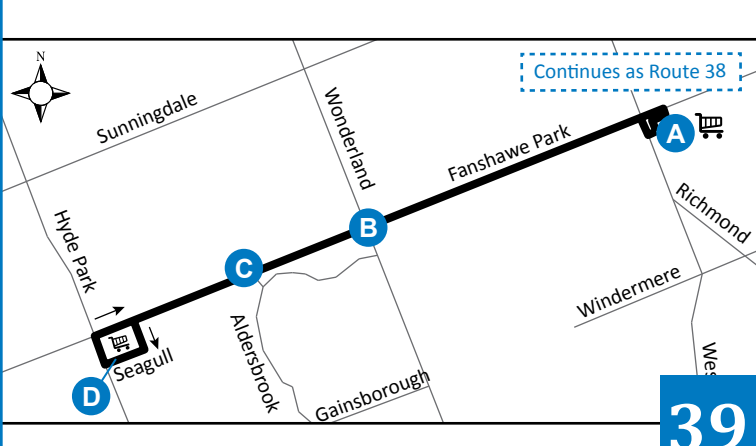 N
Continues as Route 38
Sunningdale
Wonderland
Fanshawe Park
A
Richmond
Hyde Park
B
C
Windermere
Aldersbrook
Seagull
D
Gainsborough
39